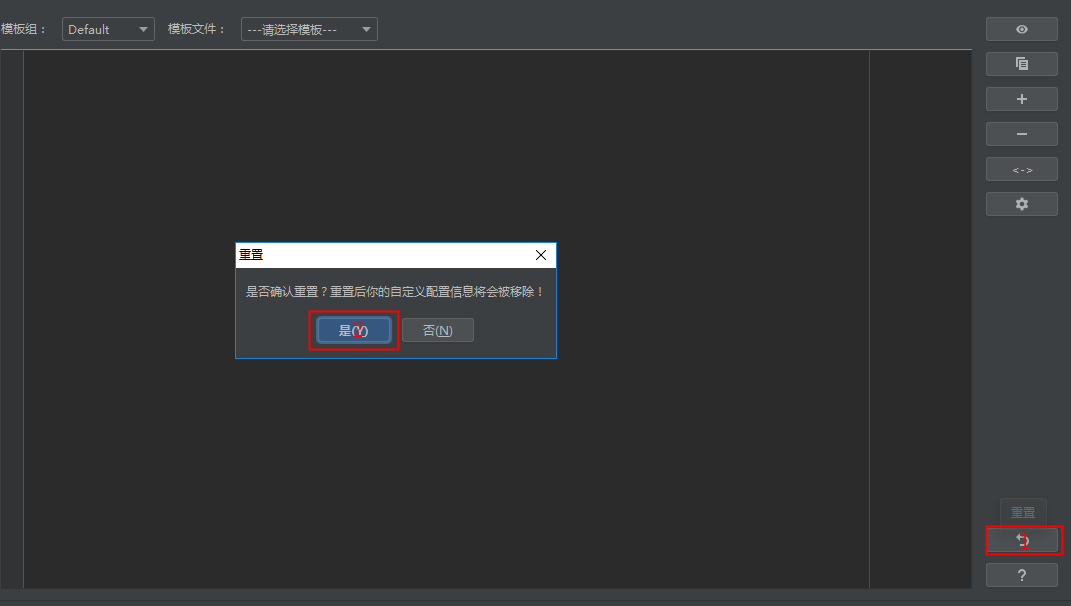 模板组： Default 模板文件： ---请选择模板---
+
−
<->
重置
是否确认重置？重置后你的自定义配置信息将会被移除！
是(Y) 否(N)
2
重置
1
?